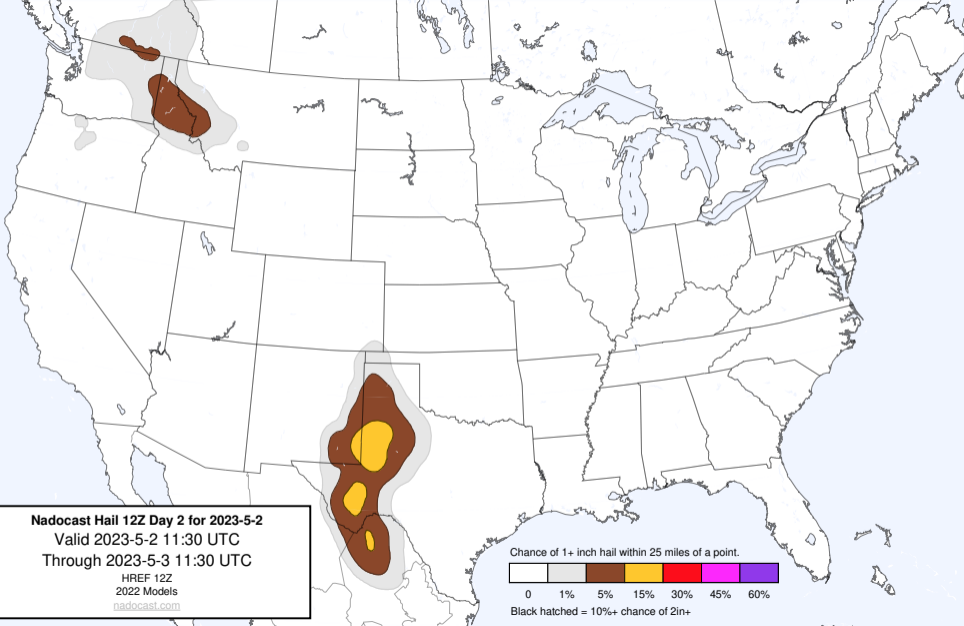 Nadocast Hail 12Z Day 2 for 2023-5-2
Valid 2023-5-2 11:30 UTC
Through 2023-5-3 11:30 UTC
HREF 12Z
2022 Models
nadocast.com
Chance of 1+ inch hail within 25 miles of a point.
0 1% 5% 15% 30% 45% 60%
Black hatched = 10%+ chance of 2in+